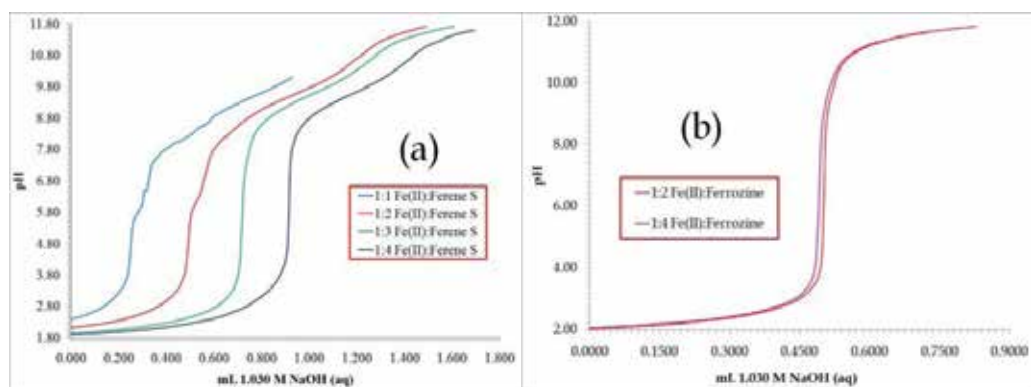 11.80
10.80
9.80
8.80
7.80
6.80
5.80
4.80
3.80
2.80
1.80
pH
(a)
1:1 Fe(II):Ferene S
1:2 Fe(II):Ferene S
1:3 Fe(II):Ferene S
1:4 Fe(II):Ferene S
0.000 0.200 0.400 0.600 0.800 1.000 1.200 1.400 1.600 1.800
mL 1.030 M NaOH (aq)
12.00
10.00
8.00
6.00
4.00
2.00
pH
(b)
1:2 Fe(II):Ferrozine
1:4 Fe(II):Ferrozine
0.0000 0.1500 0.3000 0.4500 0.6000 0.7500 0.9000
mL 1.030 M NaOH (aq)